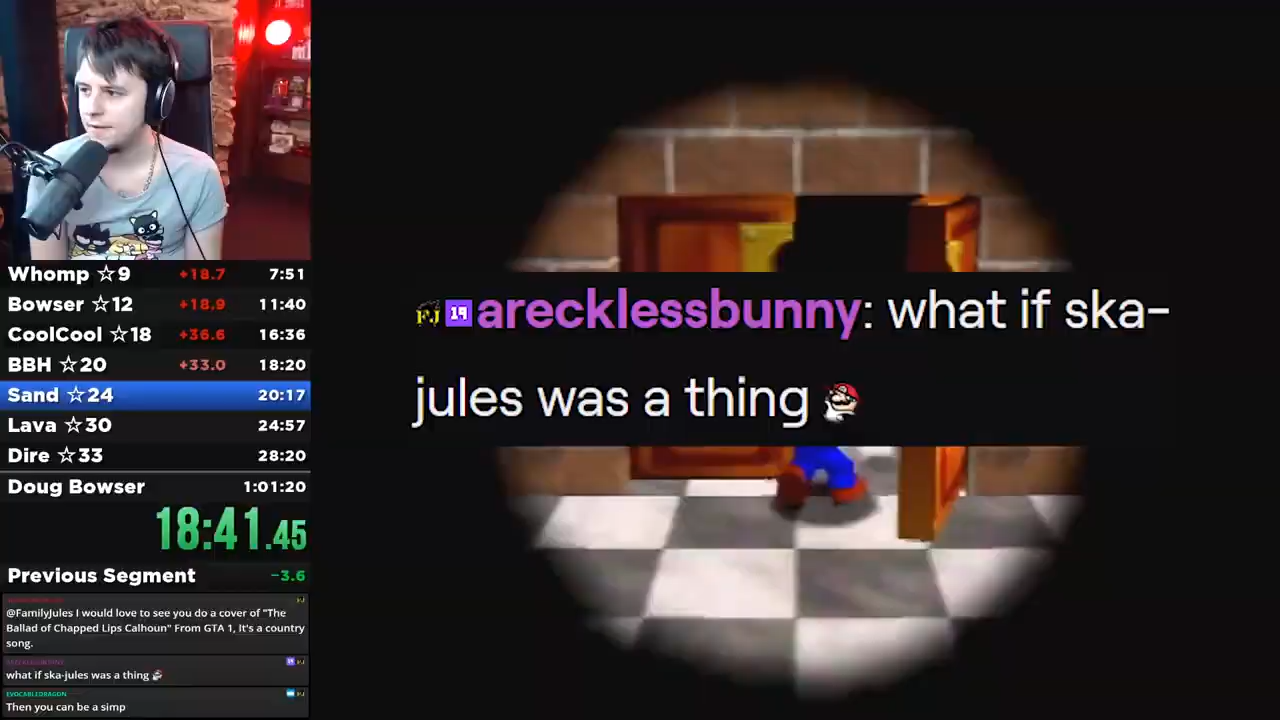 Whomp ☆9 +18.7 7:51
Bowser ☆12 +18.9 11:40
CoolCool ☆18 +36.6 16:36
BBH ☆20 +33.0 18:20
Sand ☆24 20:17
Lava ☆30 24:57
Dire ☆33 28:20
Doug Bowser 1:01:20
18:41.45
Previous Segment −3.6
@FamilyJules I would love to see you do a cover of "The
Ballad of Chapped Lips Calhoun" From GTA 1, It's a country
song.
ARECKLESSBUNNY
what if ska-jules was a thing
EVOCABLEDRAGON
Then you can be a simp
FJ 19 arecklessbunny: what if ska-
jules was a thing